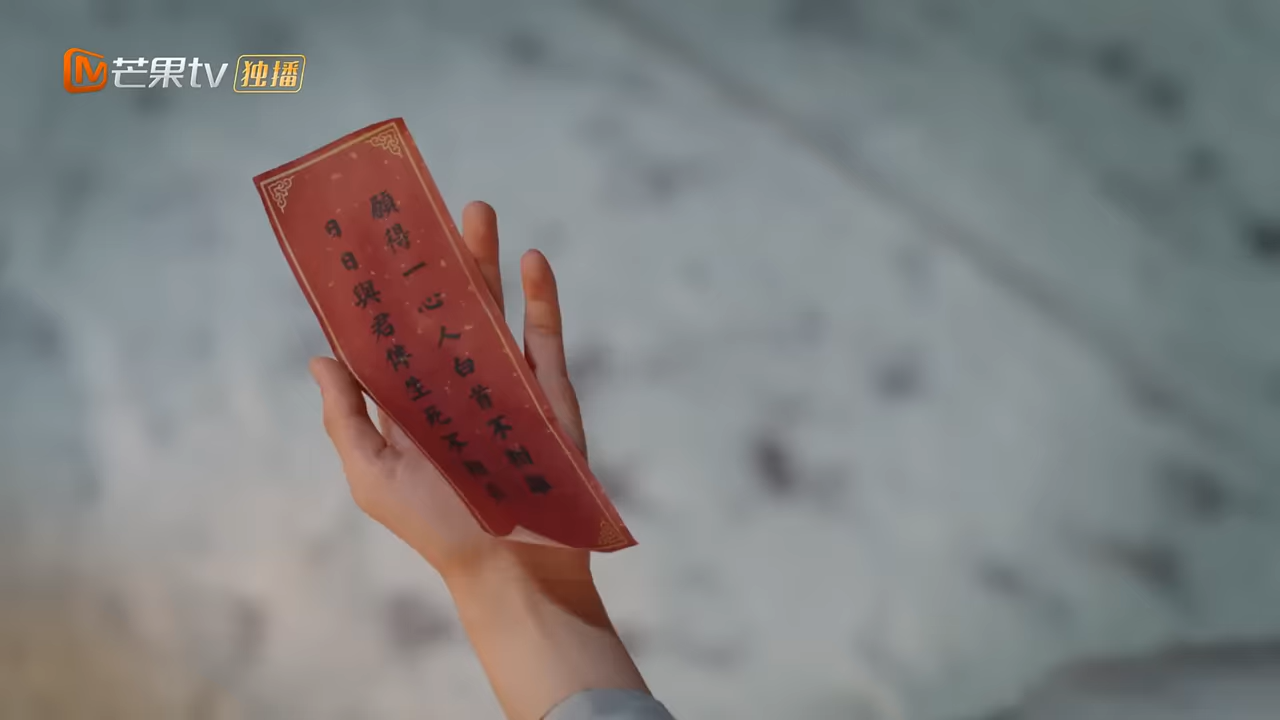 芒果tv 独播
願得一心人白首不相離
日日與君伴生死不